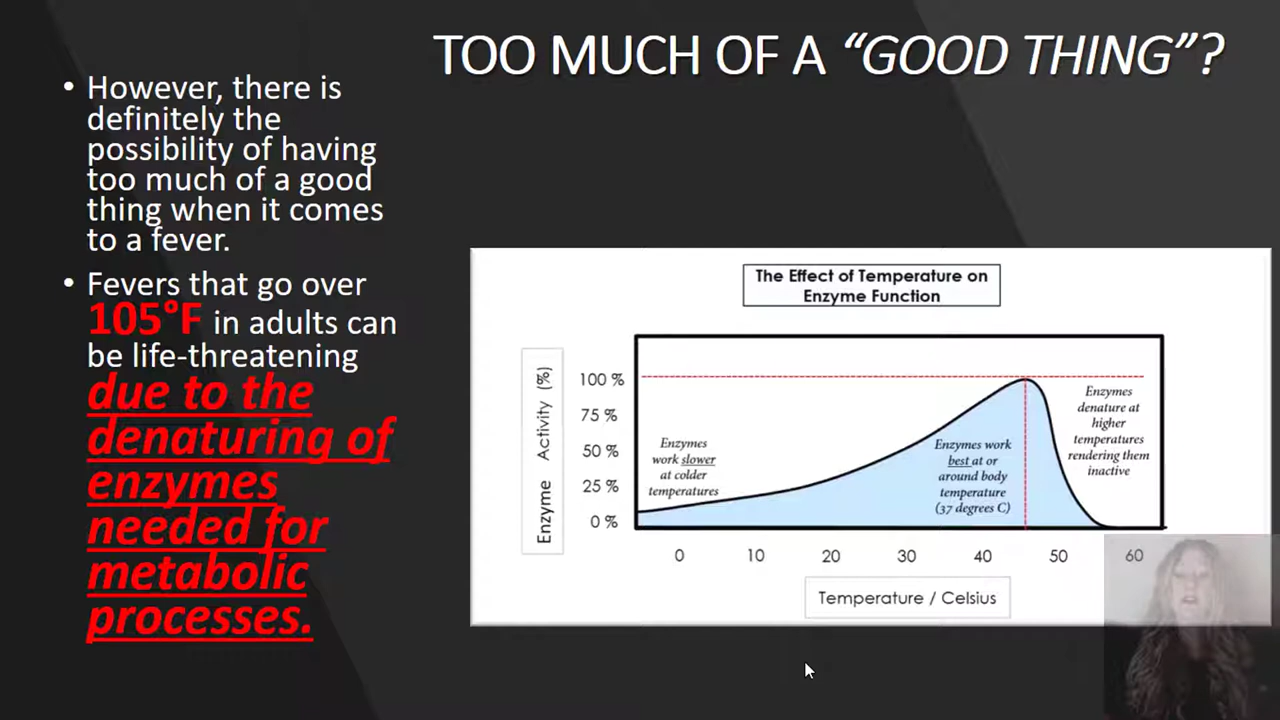 TOO MUCH OF A “GOOD THING”?
• However, there is
definitely the
possibility of having
too much of a good
thing when it comes
to a fever.
• Fevers that go over
105°F in adults can
be life-threatening
due to the
denaturing of
enzymes
needed for
metabolic
processes.
The Effect of Temperature on
Enzyme Function
Enzyme Activity (%)
100 %
75 %
50 %
25 %
0 %
Enzymes
work slower
at colder
temperatures
Enzymes work
best at or
around body
temperature
(37 degrees C)
Enzymes
denature at
higher
temperatures
rendering them
inactive
0 10 20 30 40 50 60
Temperature / Celsius